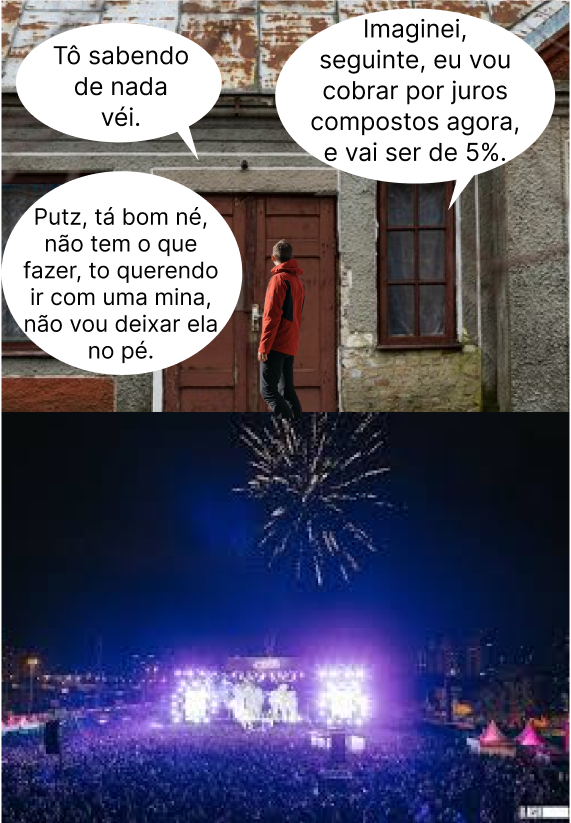 Tô sabendo
de nada
véi.
Imaginei,
seguinte, eu vou
cobrar por juros
compostos agora,
e vai ser de 5%.
Putz, tá bom né,
não tem o que
fazer, to querendo
ir com uma mina,
não vou deixar ela
no pé.